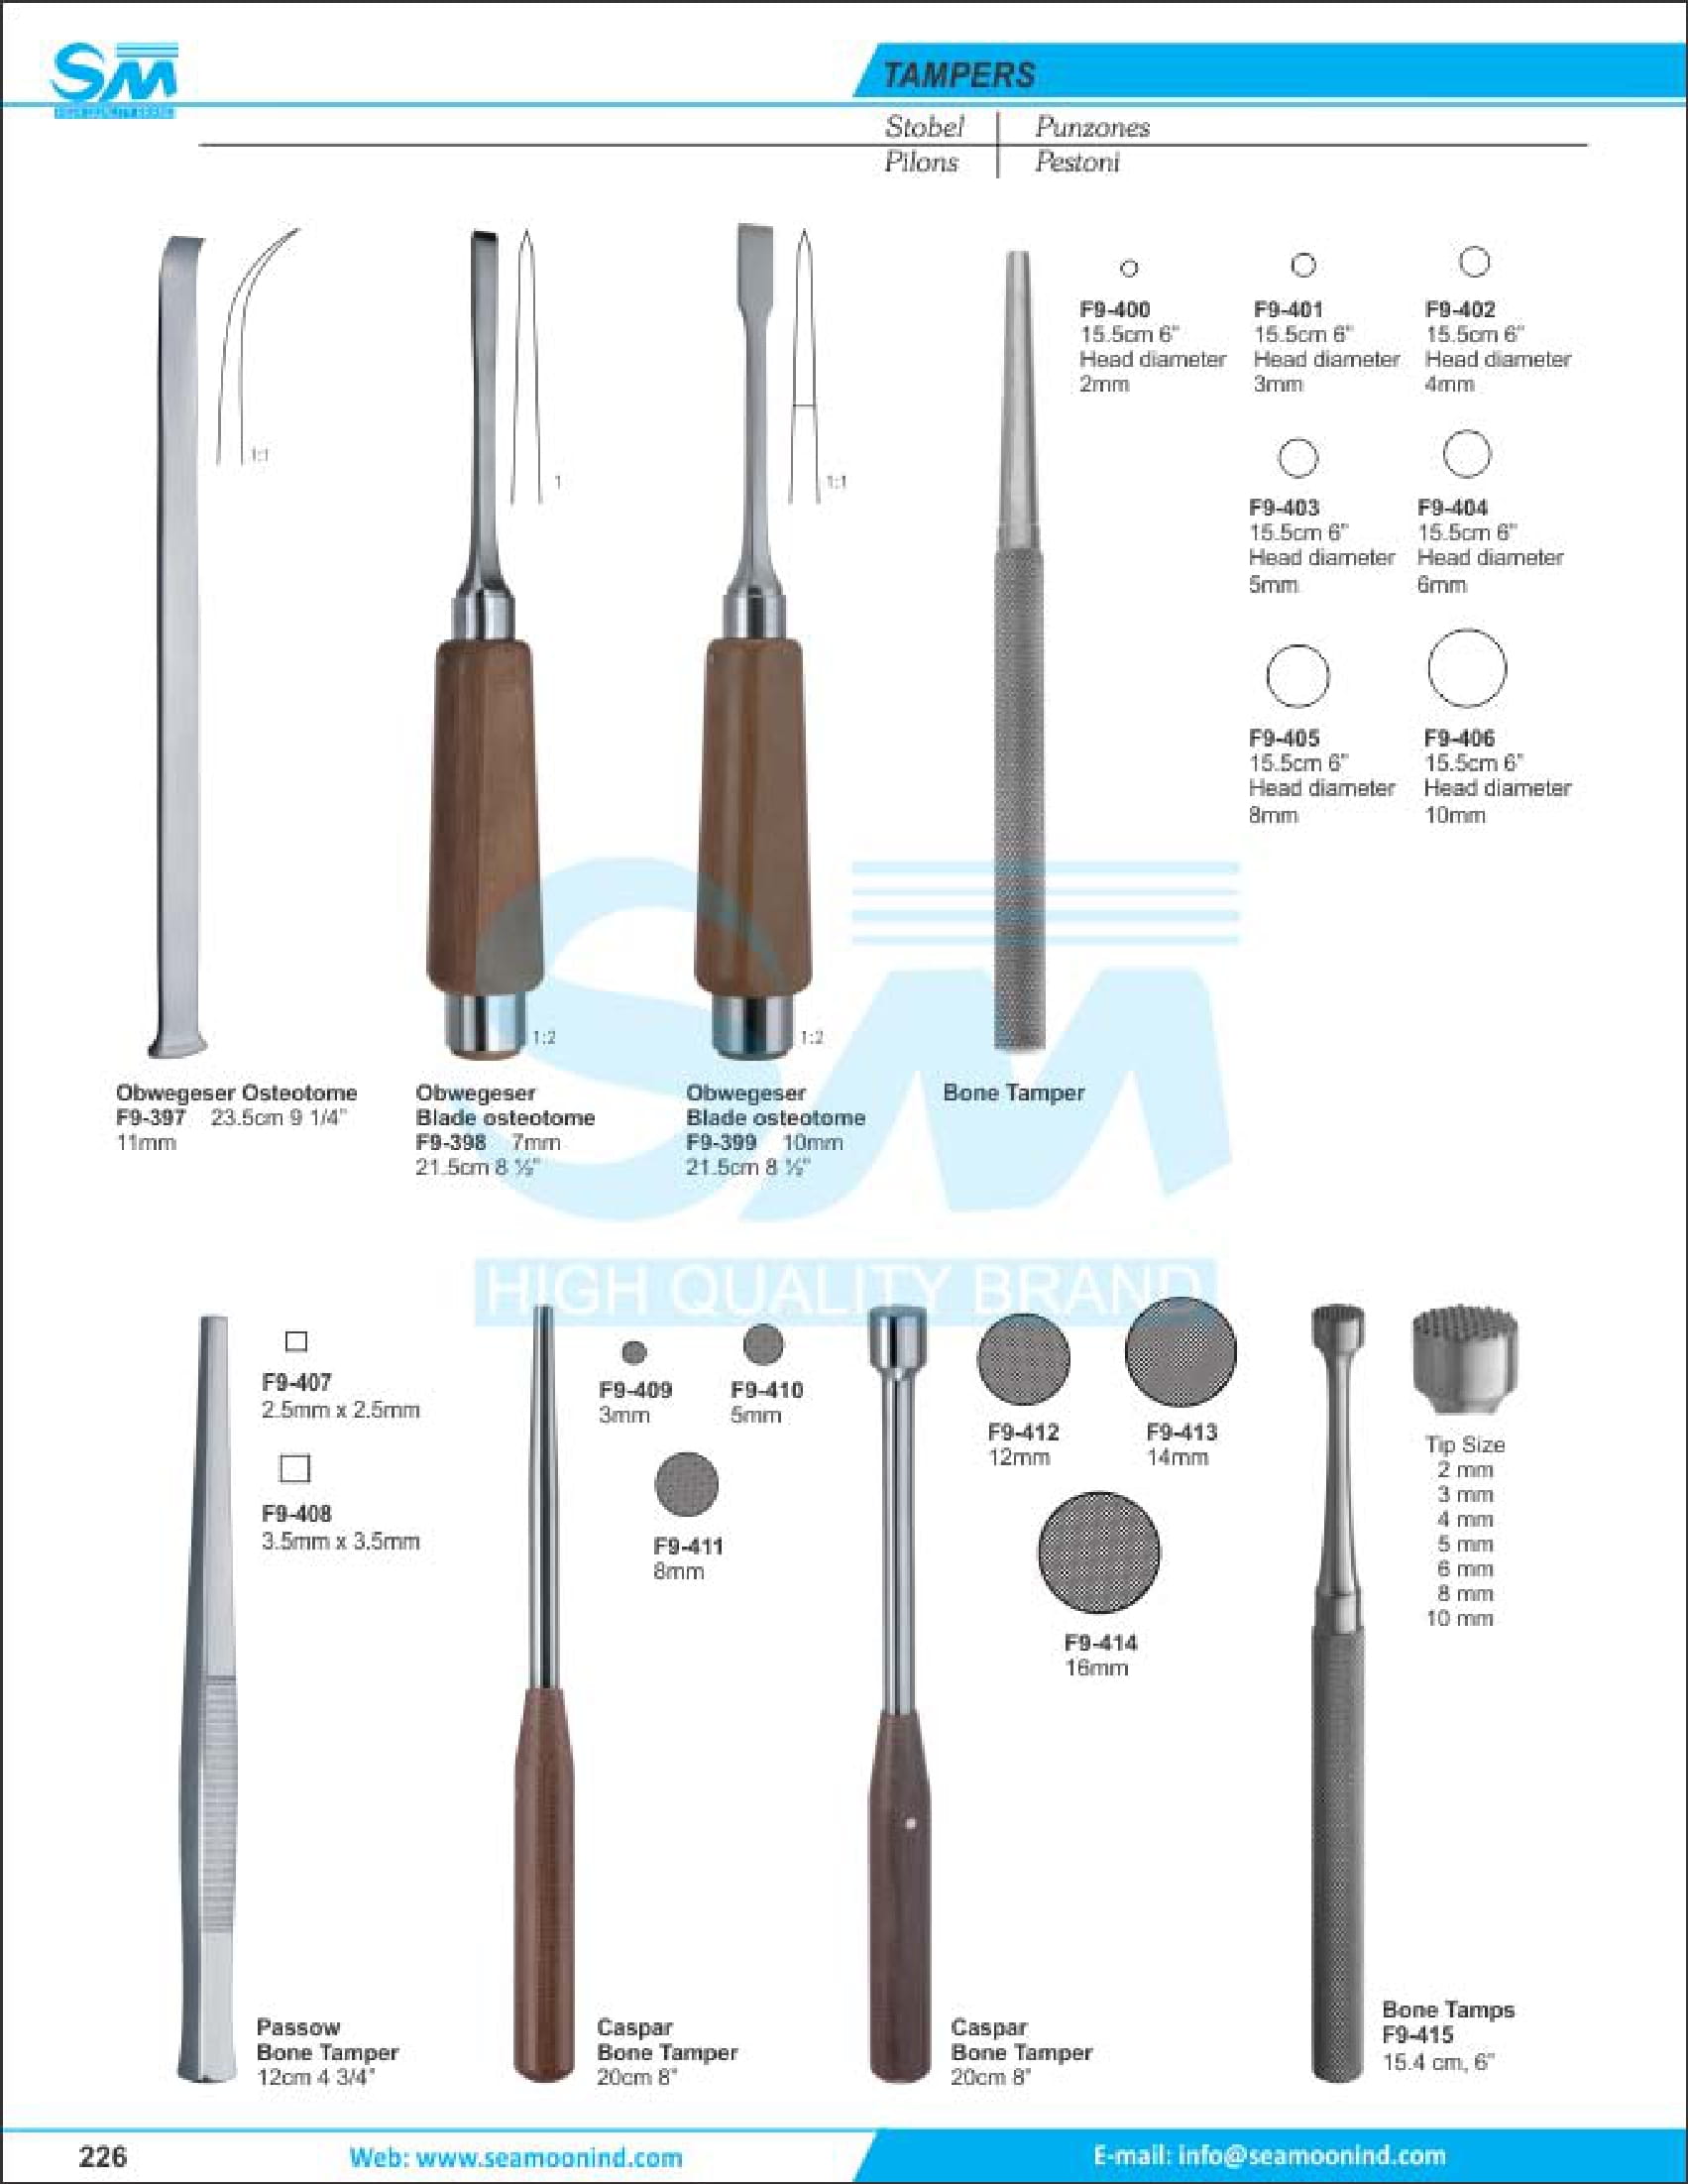 SM
TAMPERS
Stobel
Punzones
Pilons
Pestoni
1:1
1
1:1
F9-400
15.5cm 6"
Head diameter
2mm
F9-401
15.5cm 6"
Head diameter
3mm
F9-402
15.5cm 6"
Head diameter
4mm
F9-403
15.5cm 6"
Head diameter
5mm
F9-404
15.5cm 6"
Head diameter
6mm
F9-405
15.5cm 6"
Head diameter
8mm
F9-406
15.5cm 6"
Head diameter
10mm
1:2
1:2
Obwegeser Osteotome
F9-397 23.5cm 9 1/4"
11mm
Obwegeser
Blade osteotome
F9-398 7mm
21.5cm 8 ½"
Obwegeser
Blade osteotome
F9-399 10mm
21.5cm 8 ½"
Bone Tamper
SM
HIGH QUALITY BRAND
F9-407
2.5mm x 2.5mm
F9-408
3.5mm x 3.5mm
F9-409
3mm
F9-410
5mm
F9-411
8mm
F9-412
12mm
F9-413
14mm
F9-414
16mm
Tip Size
2 mm
3 mm
4 mm
5 mm
6 mm
8 mm
10 mm
Passow
Bone Tamper
12cm 4 3/4"
Caspar
Bone Tamper
20cm 8"
Caspar
Bone Tamper
20cm 8"
Bone Tamps
F9-415
15.4 cm, 6"
226
Web: www.seamoonind.com
E-mail: info@seamoonind.com